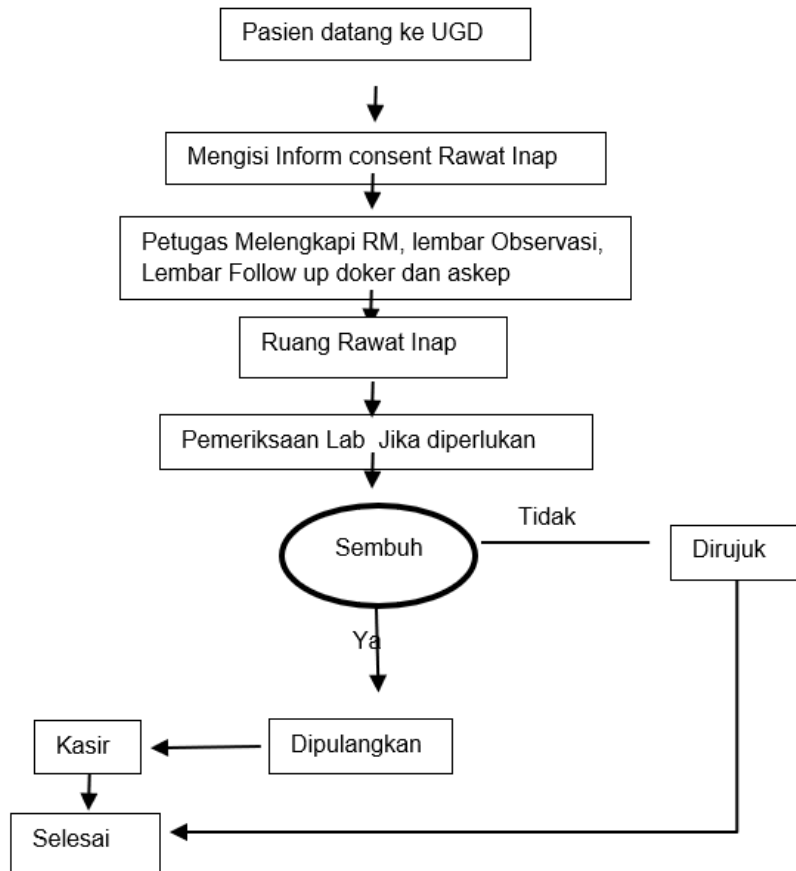 Pasien datang ke UGD
Mengisi Inform consent Rawat Inap
Petugas Melengkapi RM, lembar Observasi,
Lembar Follow up doker dan askep
Ruang Rawat Inap
Pemeriksaan Lab Jika diperlukan
Tidak
Sembuh
Dirujuk
Ya
Kasir
Dipulangkan
Selesai